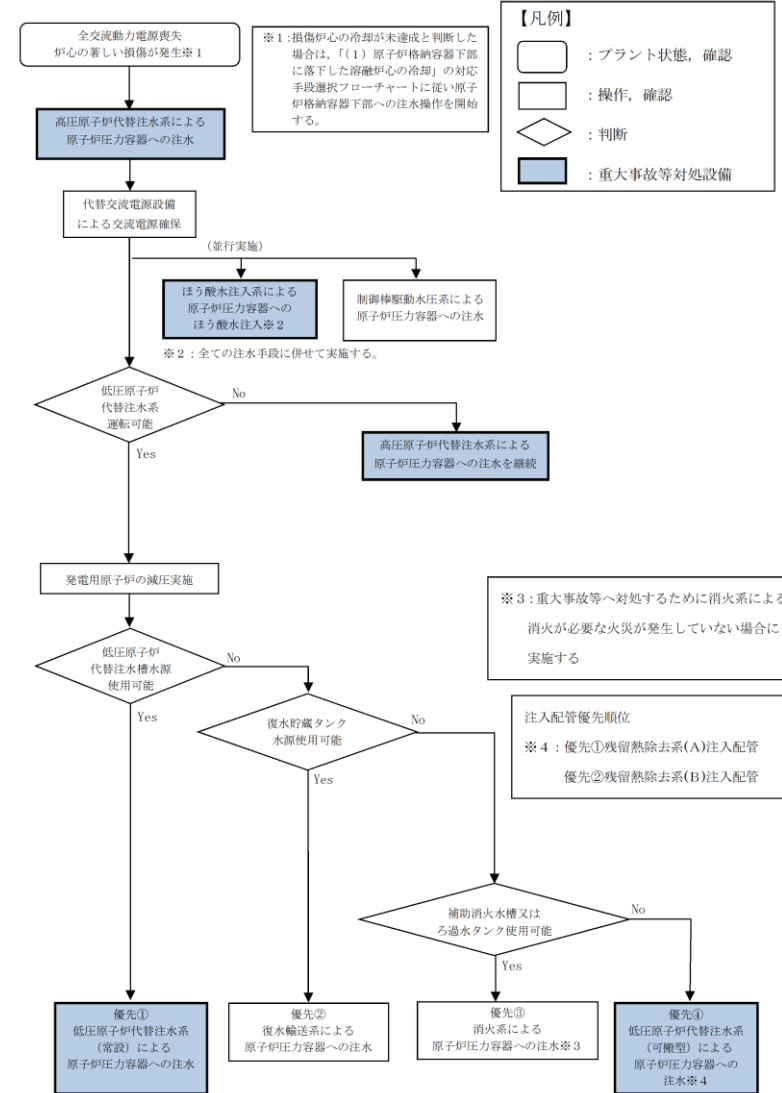 全交流動力電源喪失
炉心の著しい損傷が発生※1
※1：損傷炉心の冷却が未達成と判断した
場合は，「（1）原子炉格納容器下部
に落下した溶融炉心の冷却」の対応
手段選択フローチャートに従い原子
炉格納容器下部への注水操作を開始
する。
【凡例】
：プラント状態，確認
：操作，確認
：判断
：重大事故等対処設備
高圧原子炉代替注水系による
原子炉圧力容器への注水
代替交流電源設備
による交流電源確保
(並行実施)
ほう酸水注入系による
原子炉圧力容器への
ほう酸水注入※2
制御棒駆動水圧系による
原子炉圧力容器への注水
※2：全ての注水手段に併せて実施する。
低圧原子炉
代替注水系
運転可能
No
Yes
高圧原子炉代替注水系による
原子炉圧力容器への注水を継続
発電用原子炉の減圧実施
※3：重大事故等へ対処するために消火系による
消火が必要な火災が発生していない場合に
実施する
低圧原子炉
代替注水槽水源
使用可能
No
Yes
復水貯蔵タンク
水源使用可能
No
Yes
注入配管優先順位
※4：優先①残留熱除去系(A)注入配管
優先②残留熱除去系(B)注入配管
補助消火水槽又は
ろ過水タンク使用可能
No
Yes
優先①
低圧原子炉代替注水系
（常設）による
原子炉圧力容器への注水
優先②
復水輸送系による
原子炉圧力容器への注水
優先③
消火系による
原子炉圧力容器への注水※3
優先④
低圧原子炉代替注水系
（可搬型）による
原子炉圧力容器への
注水※4